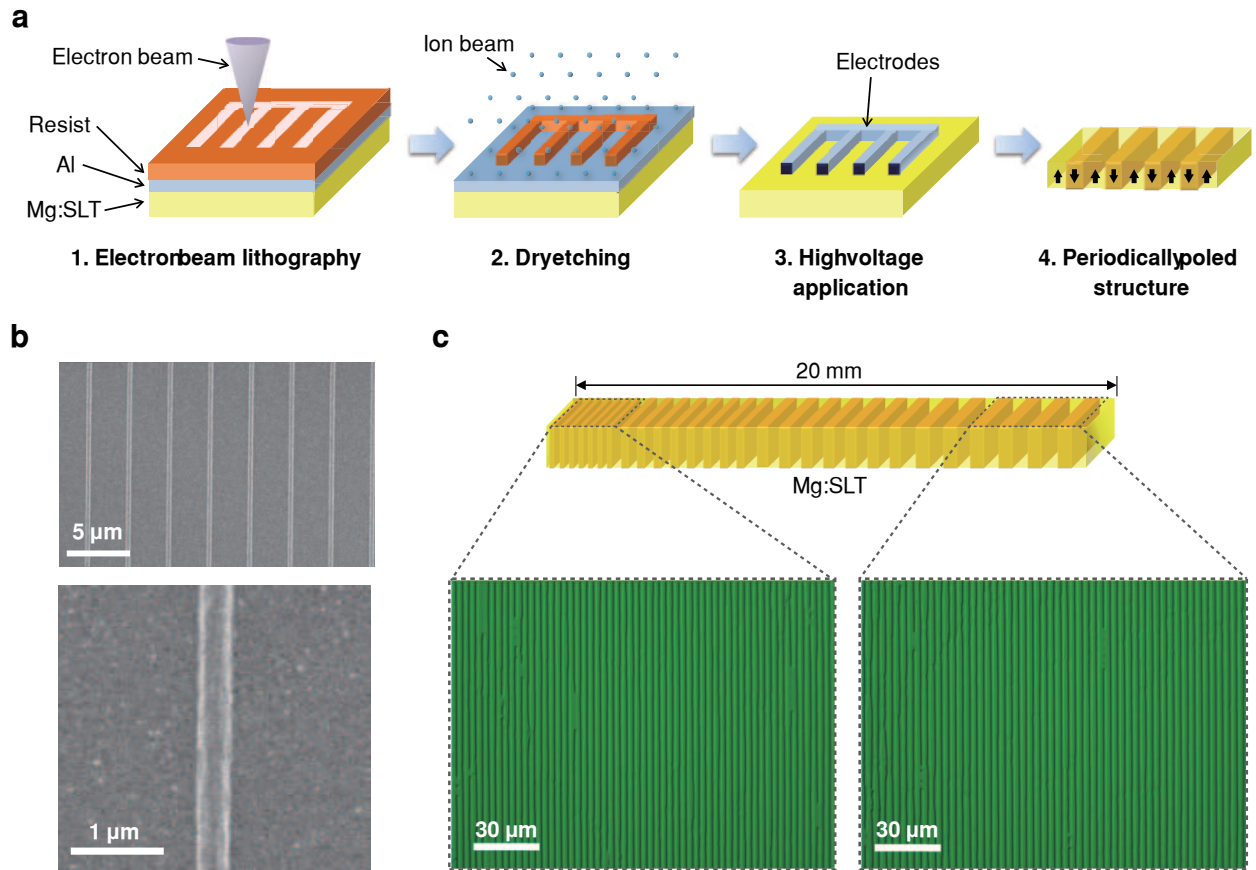 a
Electron beam
Resist
Al
Mg:SLT
Ion beam
Electrodes
1. Electronbeam lithography
2. Dryetching
3. Highvoltage
application
4. Periodicallypoled
structure
b
5 µm
1 µm
c
20 mm
Mg:SLT
30 µm
30 µm